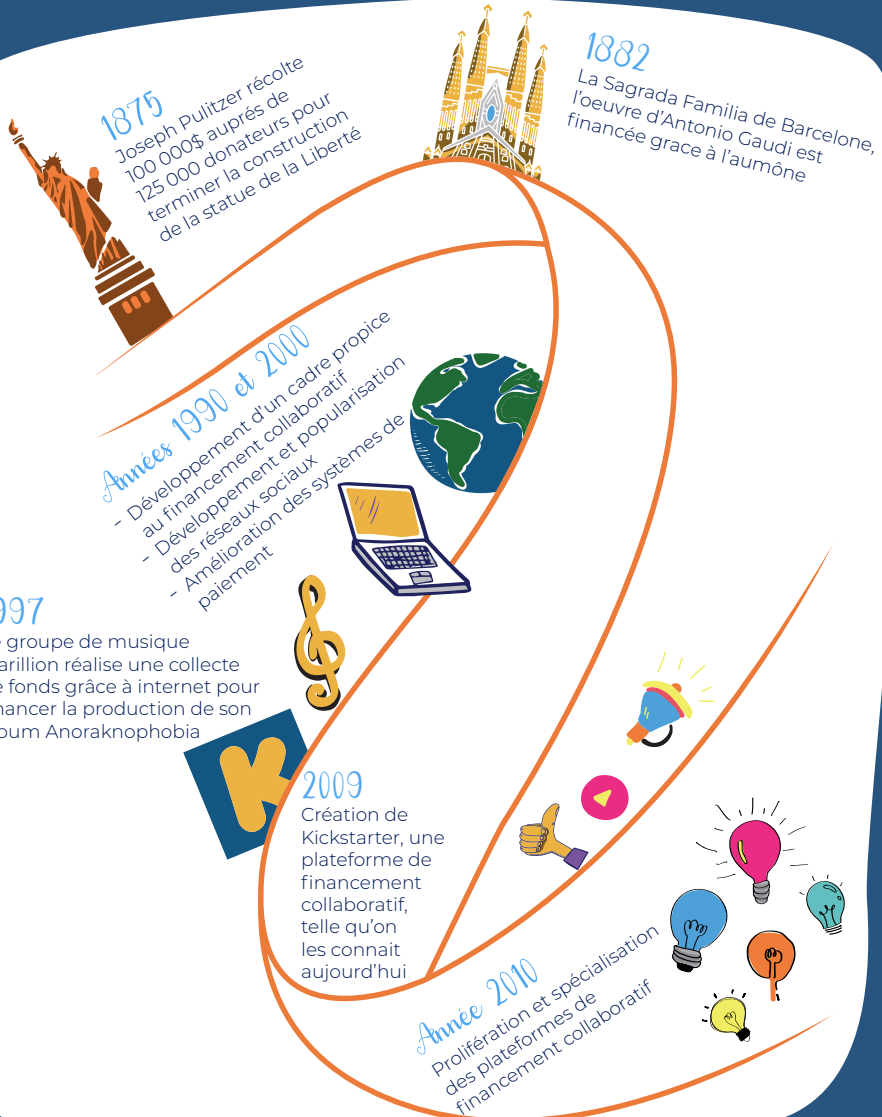 1875
Joseph Pulitzer récolte
100 000$ auprés de
125 000 donateurs pour
terminer la construction
de la statue de la Liberté
1882
La Sagrada Família de Barcelone,
l'oeuvre d'Antonio Gaudi est
financée grace à l'aumône
Années 1990 et 2000
- Développement d'un cadre propice
au financement collaboratif
- Développement et popularisation
des réseaux sociaux
- Amélioration des systèmes de
paiement
997
groupe de musique
arillion réalise une collecte
fonds grâce à internet pour
nancer la production de son
bum Anoraknophobia
K
2009
Création de
Kickstarter, une
plateforme de
financement
collaboratif,
telle qu'on
les connait
aujourd'hui
Année 2010
Prolifération et spécialisation
des plateformes de
financement collaboratif